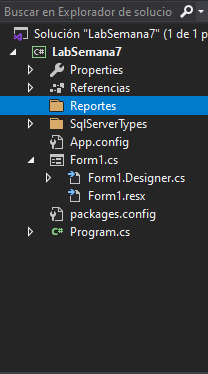 Buscar en Explorador de solucio
Solución "LabSemana7" (1 de 1 p
C# LabSemana7
Properties
Referencias
Reportes
SqlServerTypes
App.config
Form1.cs
Form1.Designer.cs
Form1.resx
packages.config
C# Program.cs